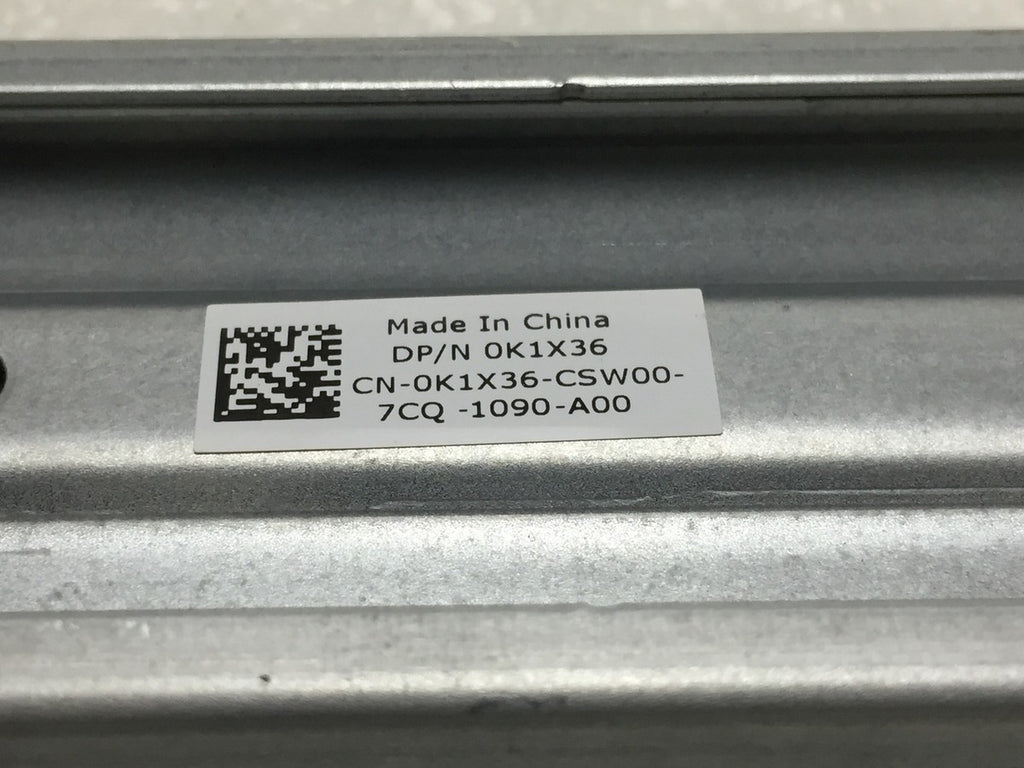 Made In China
DP/N 0K1X36
CN-0K1X36-CSW00-
7CQ -1090-A00